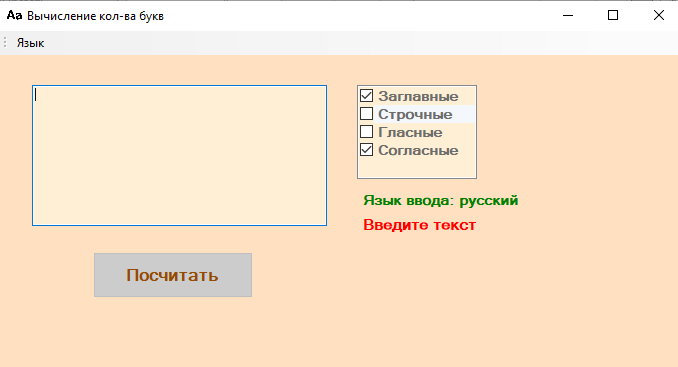 Aa Вычисление кол-ва букв
Язык
Заглавные
Строчные
Гласные
Согласные
Язык ввода: русский
Введите текст
Посчитать